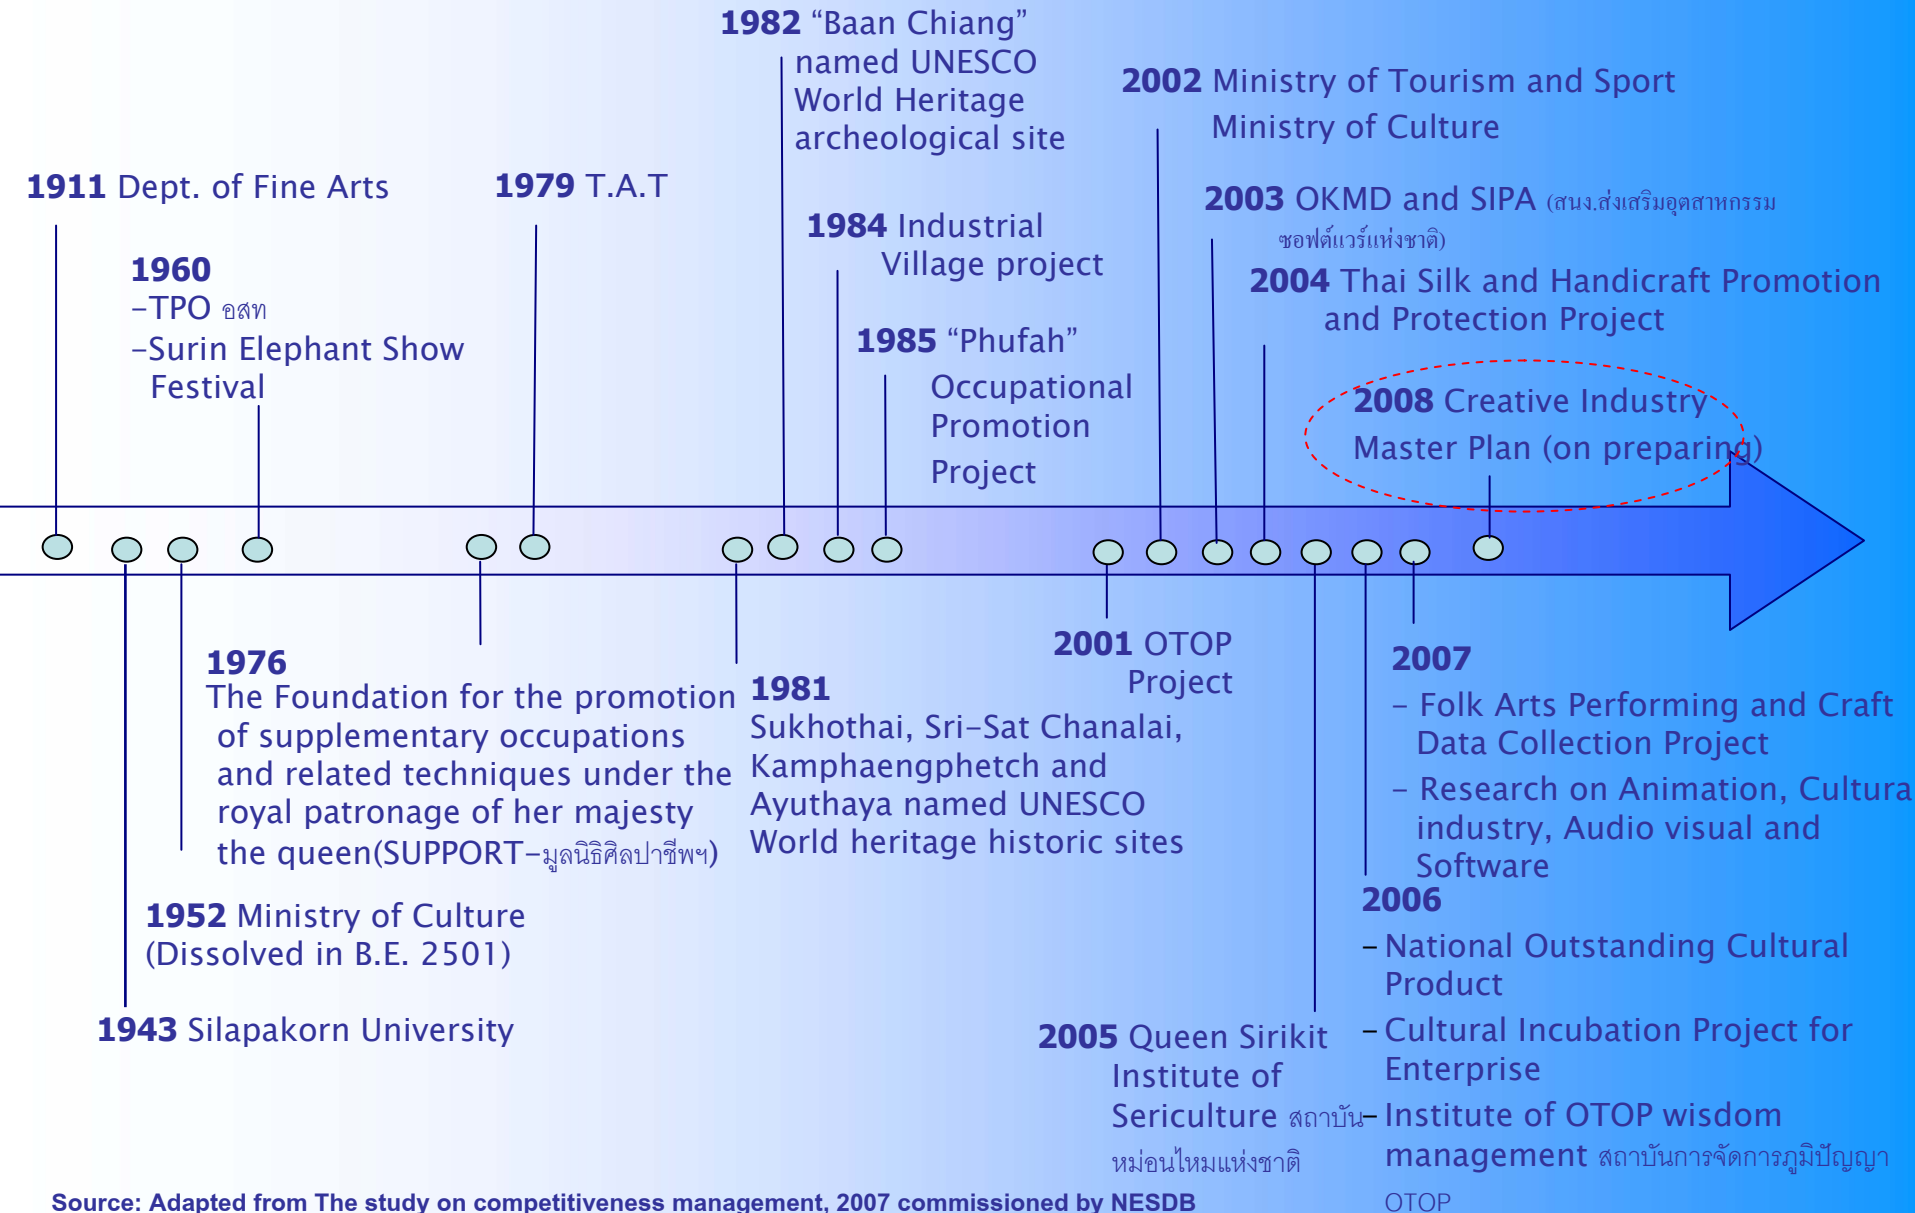 1982 “Baan Chiang”
named UNESCO
World Heritage
archeological site
2002 Ministry of Tourism and Sport
Ministry of Culture
1911 Dept. of Fine Arts
1979 T.A.T
2003 OKMD and SIPA (สนง.ส่งเสริมอุตสาหกรรม
ซอฟต์แวร์แห่งชาติ)
1984 Industrial
Village project
1960
–TPO อสท
–Surin Elephant Show
Festival
2004 Thai Silk and Handicraft Promotion
and Protection Project
1985 “Phufah”
Occupational
Promotion
Project
2008 Creative Industry
Master Plan (on preparing)
1976
The Foundation for the promotion
of supplementary occupations
and related techniques under the
royal patronage of her majesty
the queen(SUPPORT–มูลนิธิศิลปาชีพฯ)
1981
Sukhothai, Sri–Sat Chanalai,
Kamphaengphetch and
Ayuthaya named UNESCO
World heritage historic sites
2001 OTOP
Project
2007
– Folk Arts Performing and Craft
Data Collection Project
– Research on Animation, Cultura
industry, Audio visual and
Software
1952 Ministry of Culture
(Dissolved in B.E. 2501)
1943 Silapakorn University
2006
– National Outstanding Cultural
Product
– Cultural Incubation Project for
Enterprise
– Institute of OTOP wisdom
management สถาบันการจัดการภูมิปัญญา
OTOP
2005 Queen Sirikit
Institute of
Sericulture สถาบัน
หม่อนไหมแห่งชาติ
Source: Adapted from The study on competitiveness management, 2007 commissioned by NESDB